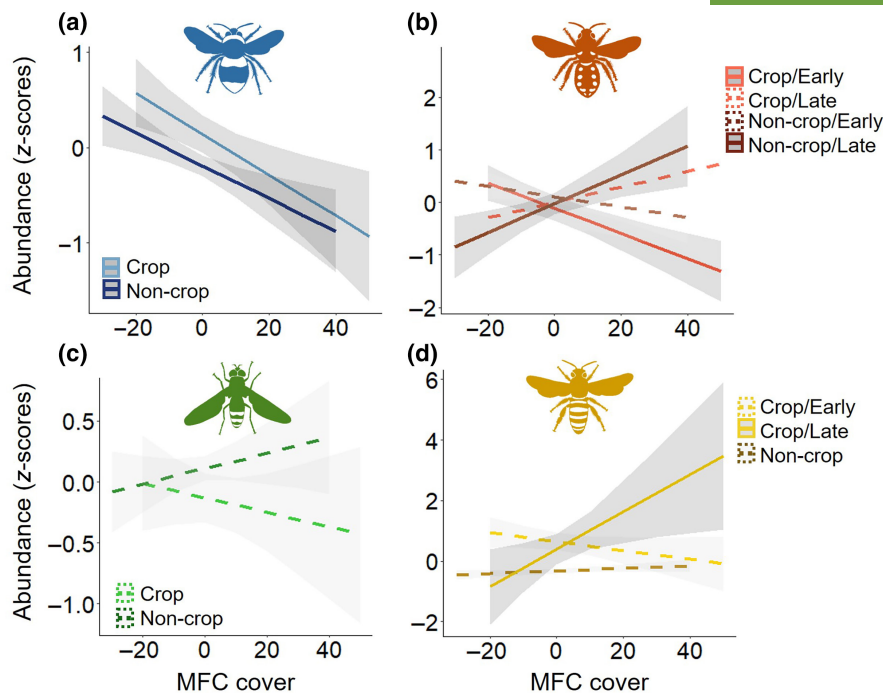 (a)
(b)
Abundance (z-scores)
1
0
−1
−20 0 20 40
Crop
Non-crop
2
1
0
−1
−2
−20 0 20 40
Crop/Early
Crop/Late
Non-crop/Early
Non-crop/Late
(c)
(d)
Abundance (z-scores)
0.5
0.0
−0.5
−1.0
−20 0 20 40
Crop
Non-crop
MFC cover
6
4
2
0
−2
−20 0 20 40
Crop/Early
Crop/Late
Non-crop
MFC cover